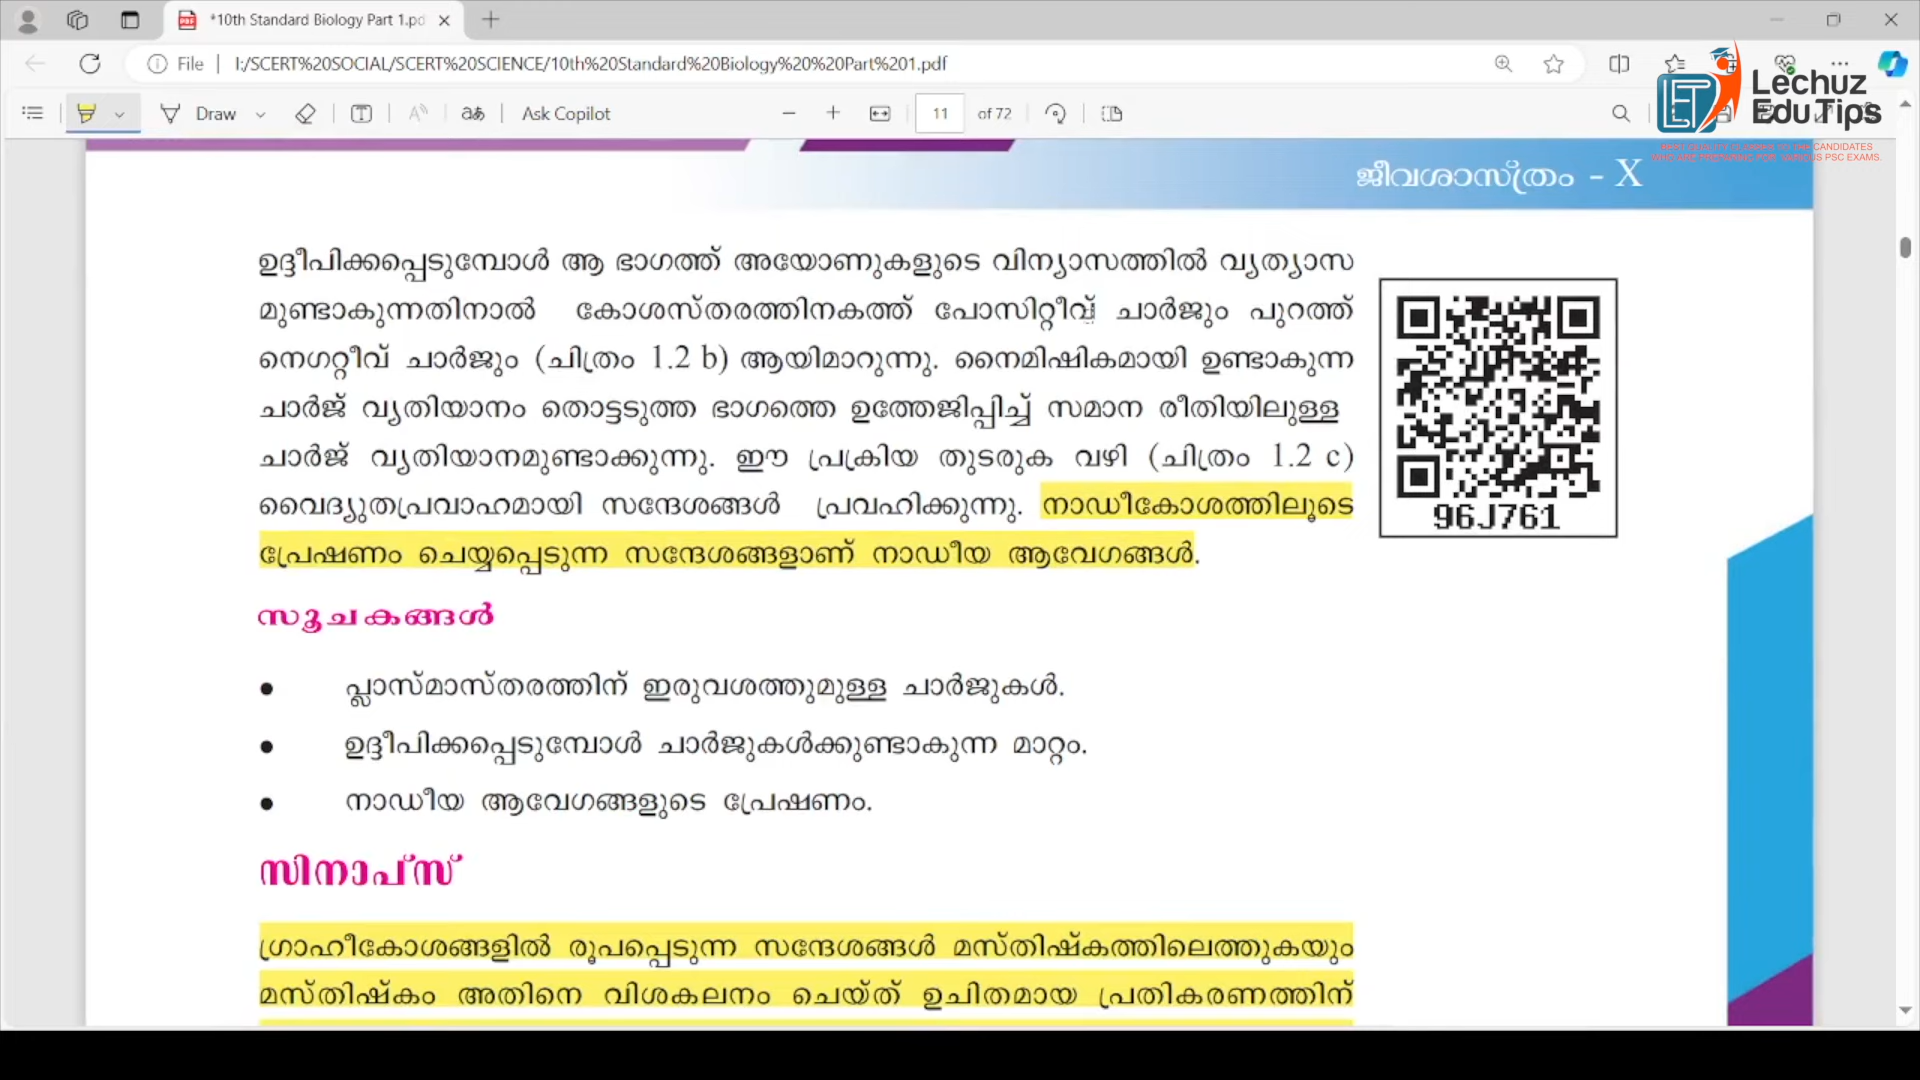 *10th Standard Biology Part 1.pd
File
I:/SCERT%20SOCIAL/SCERT%20SCIENCE/10th%20Standard%20Biology%20%20Part%201.pdf
Draw
Ask Copilot
11 of 72
Lechuz
EduTips
ജീവശാസ്ത്രം - X
ഉദ്ദീപിക്കപ്പെടുമ്പോൾ ആ ഭാഗത്ത് അയോണുകളുടെ വിന്യാസത്തിൽ വ്യത്യാസ
മുണ്ടാകുന്നതിനാൽ കോശസ്തരത്തിനകത്ത് പോസിറ്റീവ് ചാർജും പുറത്ത്
നെഗറ്റീവ് ചാർജും (ചിത്രം 1.2 b) ആയിമാറുന്നു. നൈമിഷികമായി ഉണ്ടാകുന്ന
ചാർജ് വ്യതിയാനം തൊട്ടടുത്ത ഭാഗത്തെ ഉത്തേജിപ്പിച്ച് സമാന രീതിയിലുള്ള
ചാർജ് വ്യതിയാനമുണ്ടാക്കുന്നു. ഈ പ്രക്രിയ തുടരുക വഴി (ചിത്രം 1.2 c)
വൈദ്യുതപ്രവാഹമായി സന്ദേശങ്ങൾ പ്രവഹിക്കുന്നു. നാഡീകോശത്തിലൂടെ
പ്രേഷണം ചെയ്യപ്പെടുന്ന സന്ദേശങ്ങളാണ് നാഡീയ ആവേഗങ്ങൾ.
96J761
സൂചകങ്ങൾ
● പ്ലാസ്മാസ്തരത്തിന് ഇരുവശത്തുമുള്ള ചാർജുകൾ.
● ഉദ്ദീപിക്കപ്പെടുമ്പോൾ ചാർജുകൾക്കുണ്ടാകുന്ന മാറ്റം.
● നാഡീയ ആവേഗങ്ങളുടെ പ്രേഷണം.
സിനാപ്സ്
ഗ്രാഹീകോശങ്ങളിൽ രൂപപ്പെടുന്ന സന്ദേശങ്ങൾ മസ്തിഷ്കത്തിലെത്തുകയും
മസ്തിഷ്കം അതിനെ വിശകലനം ചെയ്ത് ഉചിതമായ പ്രതികരണത്തിന്